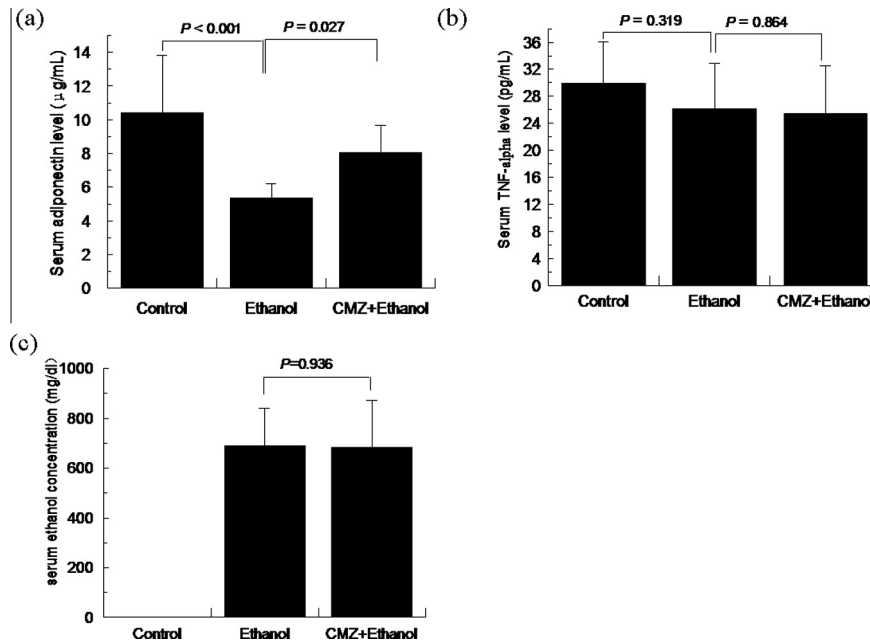 (a)
P < 0.001
P = 0.027
Serum adiponectin level (μg/mL)
14
12
10
8
6
4
2
0
Control
Ethanol
CMZ+Ethanol
(b)
P = 0.319
P = 0.864
Serum TNF-alpha level (pg/mL)
36
32
28
24
20
16
12
8
4
0
Control
Ethanol
CMZ+Ethanol
(c)
P=0.936
serum ethanol concentration (mg/dl)
1000
800
600
400
200
0
Control
Ethanol
CMZ+Ethanol